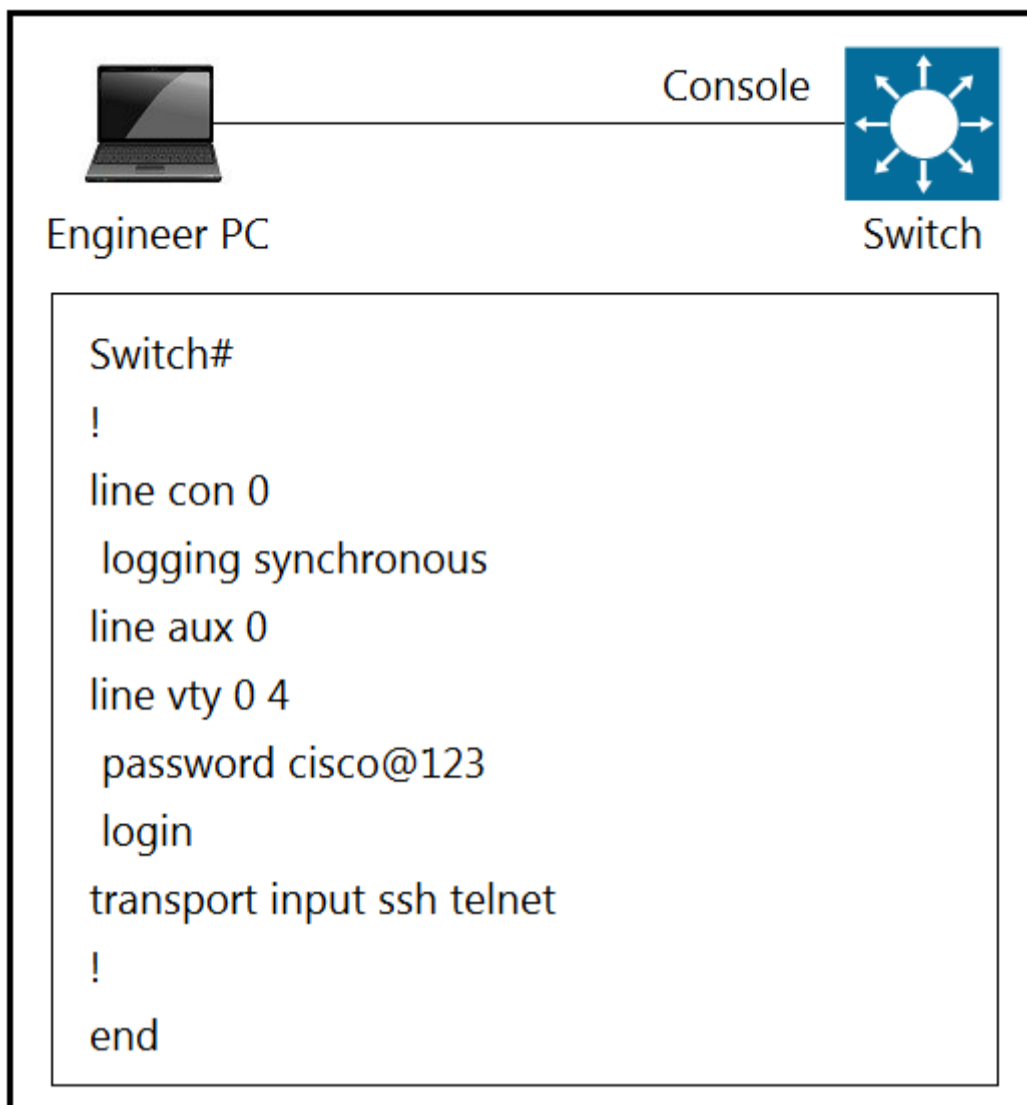 Console
Engineer PC
Switch
Switch#
!
line con 0
logging synchronous
line aux 0
line vty 0 4
password cisco@123
login
transport input ssh telnet
!
end